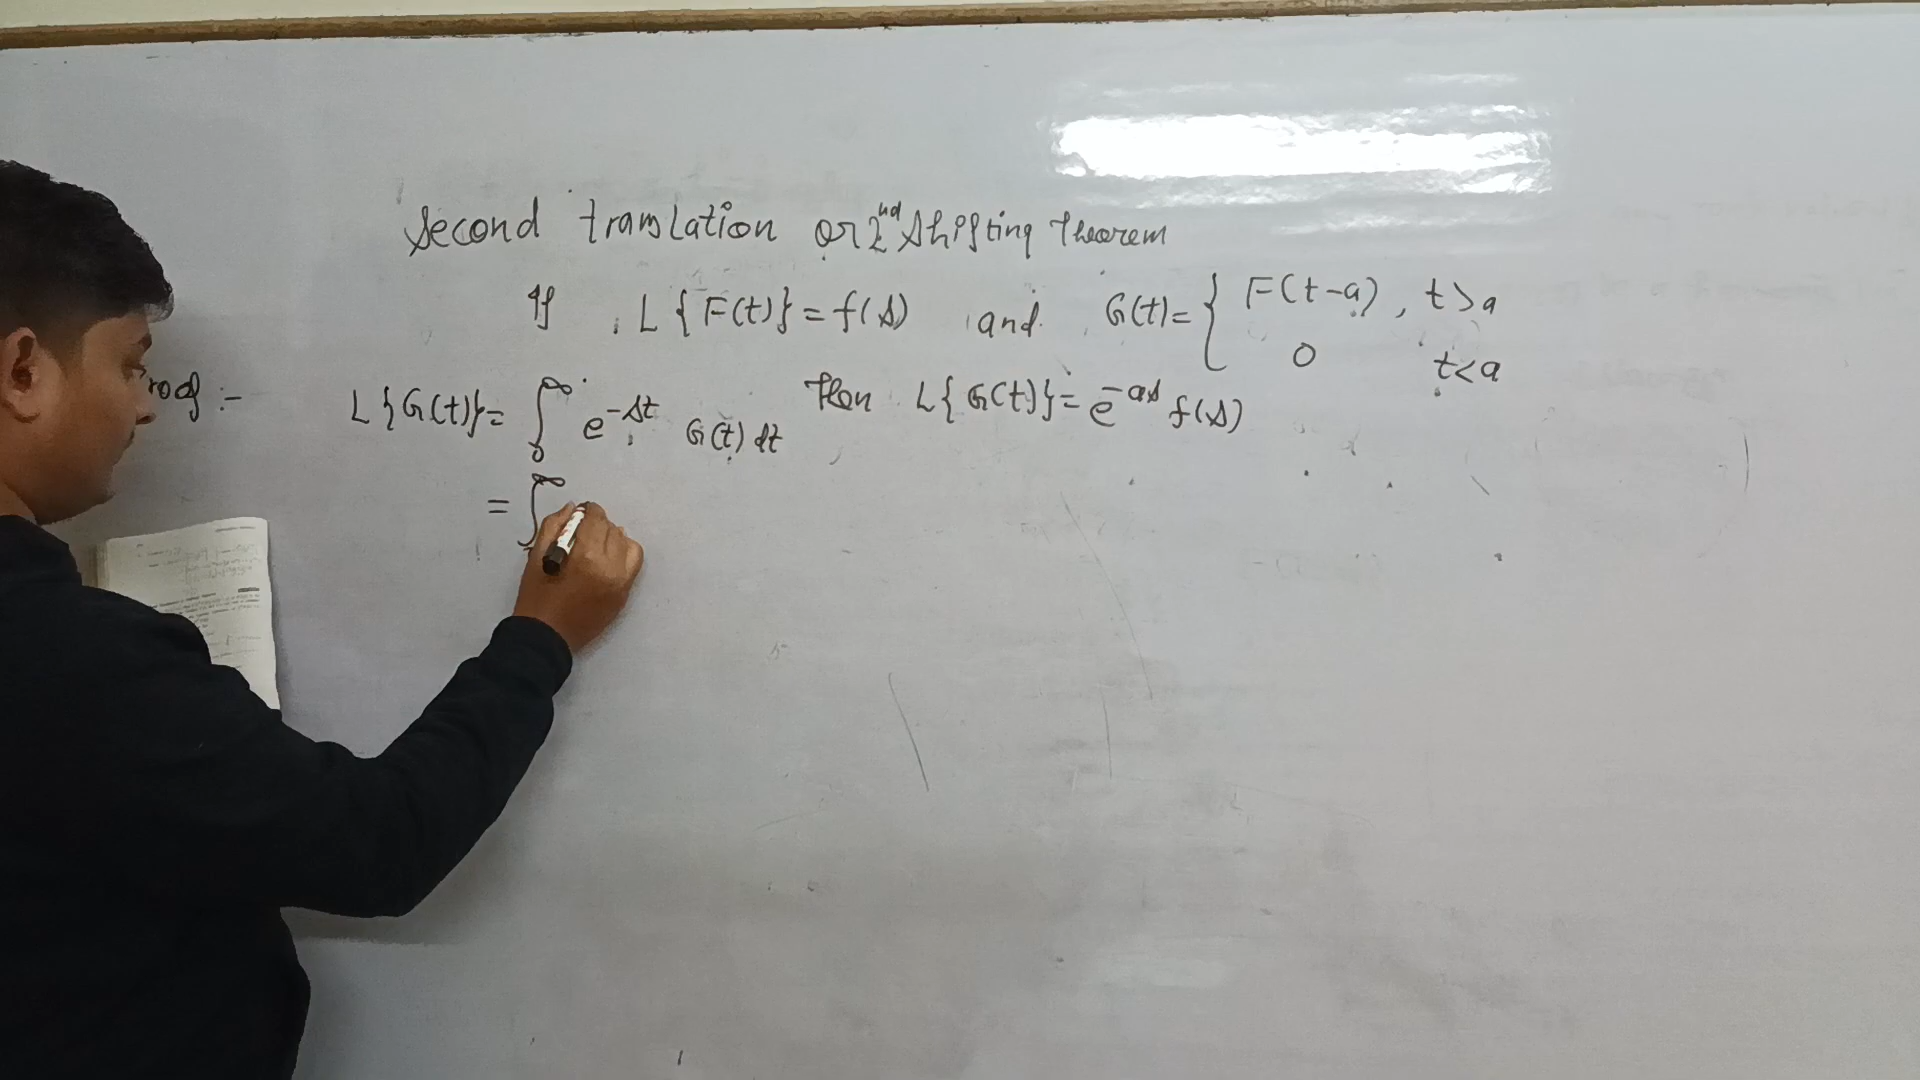 Second translation or 2nd Shifting Theorem
If L{F(t)} = f(s) and G(t) = { F(t-a), t>a
0 t<a
Then L{G(t)} = e^-as f(s)
roof :- L{G(t)} = ∫0^∞ e^-st G(t) dt
= ∫^∞